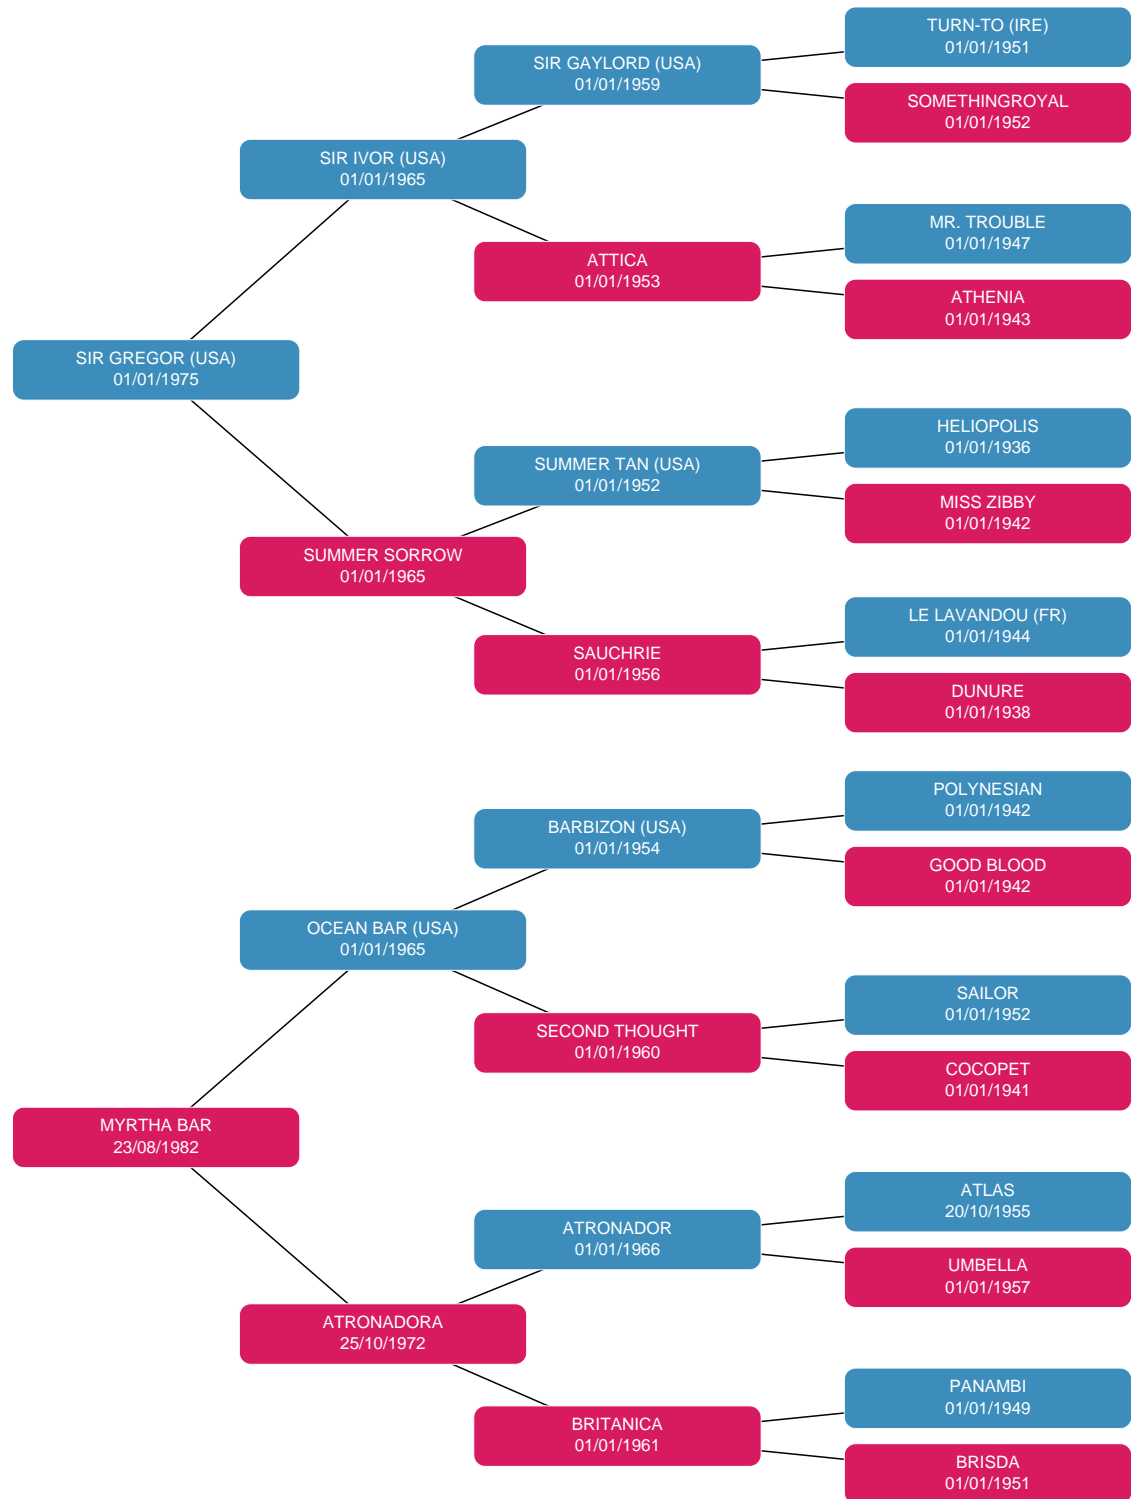 TURN-TO (IRE)
01/01/1951
SIR GAYLORD (USA)
01/01/1959
SOMETHINGROYAL
01/01/1952
SIR IVOR (USA)
01/01/1965
MR. TROUBLE
01/01/1947
ATTICA
01/01/1953
ATHENIA
01/01/1943
SIR GREGOR (USA)
01/01/1975
HELIOPOLIS
01/01/1936
SUMMER TAN (USA)
01/01/1952
MISS ZIBBY
01/01/1942
SUMMER SORROW
01/01/1965
LE LAVANDOU (FR)
01/01/1944
SAUCHRIE
01/01/1956
DUNURE
01/01/1938
POLYNESIAN
01/01/1942
BARBIZON (USA)
01/01/1954
GOOD BLOOD
01/01/1942
OCEAN BAR (USA)
01/01/1965
SAILOR
01/01/1952
SECOND THOUGHT
01/01/1960
COCOPET
01/01/1941
MYRTHA BAR
23/08/1982
ATLAS
20/10/1955
ATRONADOR
01/01/1966
UMBELLA
01/01/1957
ATRONADORA
25/10/1972
PANAMBI
01/01/1949
BRITANICA
01/01/1961
BRISDA
01/01/1951